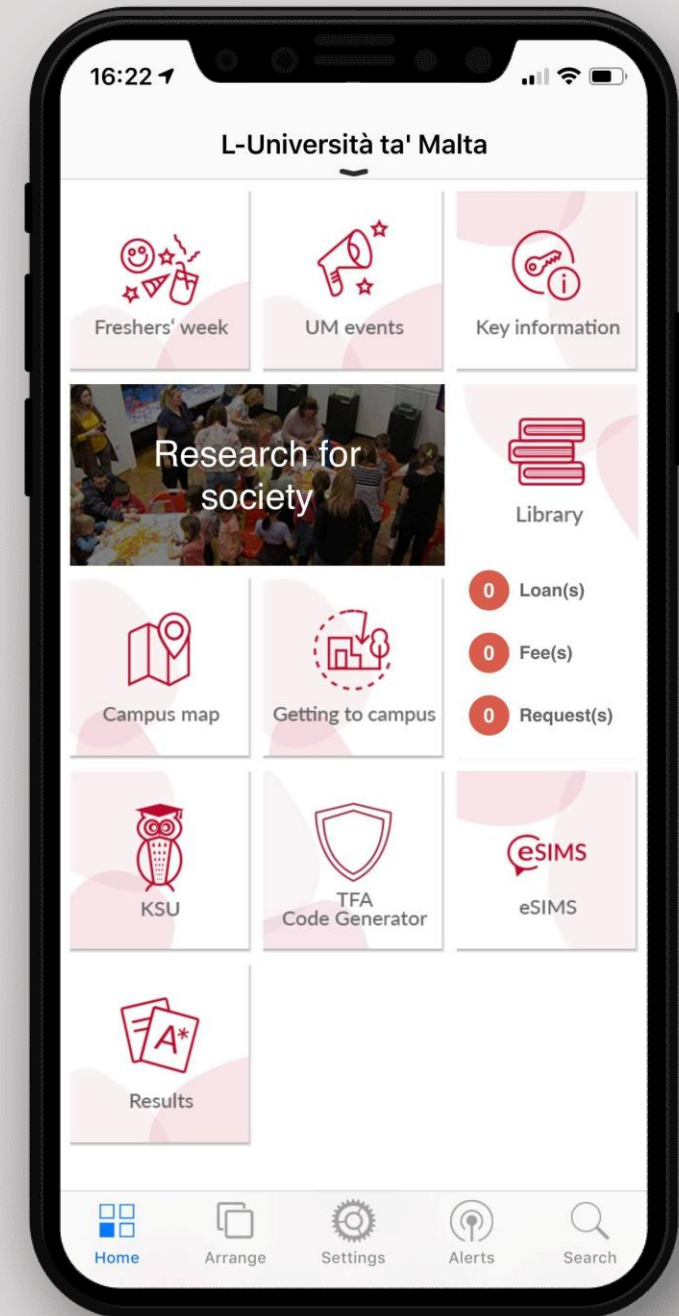 16:22
L-Università ta' Malta
Freshers' week
UM events
Key information
Research for
society
Library
0 Loan(s)
0 Fee(s)
0 Request(s)
Campus map
Getting to campus
KSU
TFA
Code Generator
eSIMS
eSIMS
A*
Results
Home
Arrange
Settings
Alerts
Search